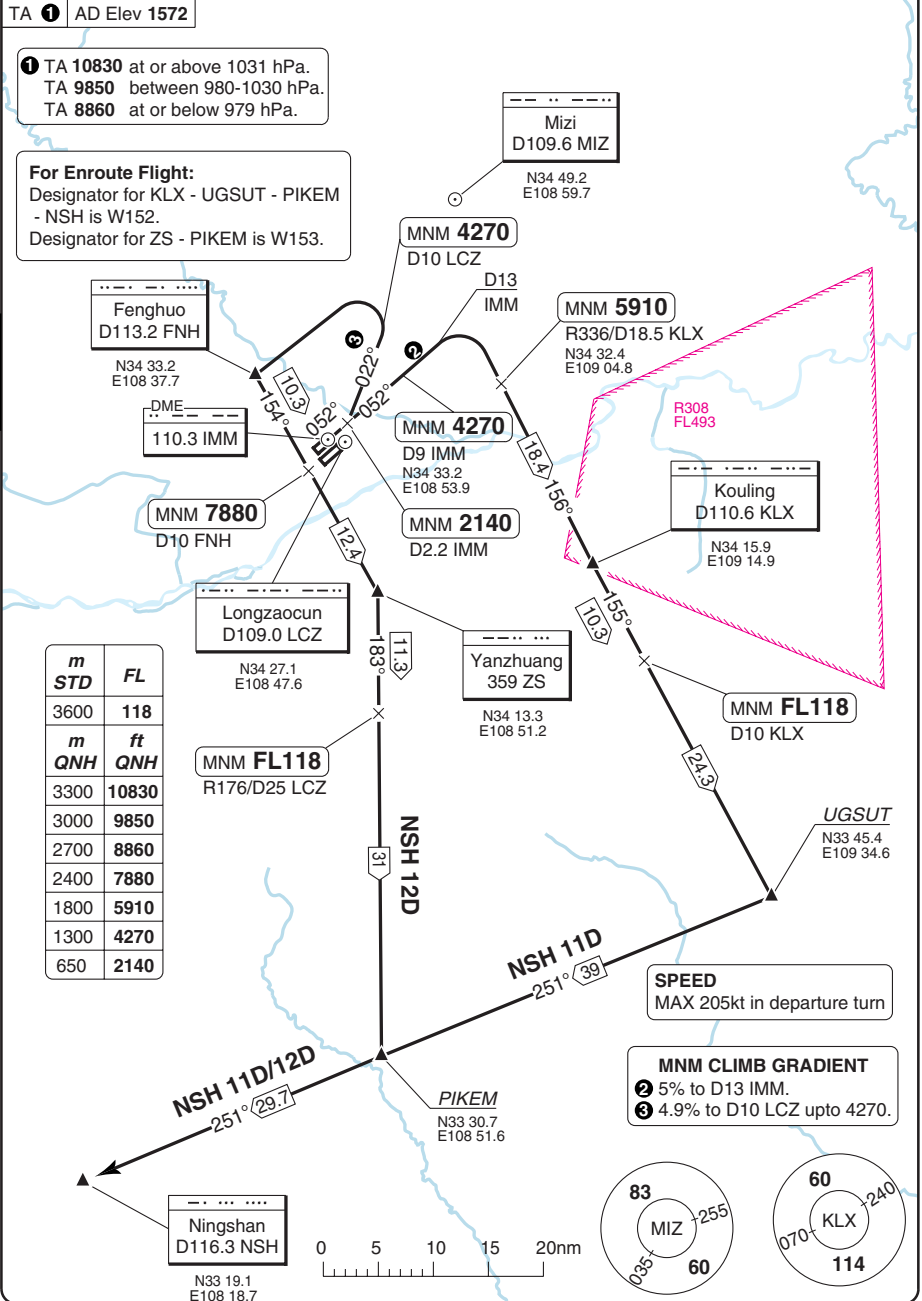 TA ❶ AD Elev 1572
❶ TA 10830 at or above 1031 hPa.
TA 9850 between 980-1030 hPa.
TA 8860 at or below 979 hPa.
For Enroute Flight:
Designator for KLX - UGSUT - PIKEM
- NSH is W152.
Designator for ZS - PIKEM is W153.
Mizi
D109.6 MIZ
N34 49.2
E108 59.7
MNM 4270
D10 LCZ
D13
IMM
Fenghuo
D113.2 FNH
N34 33.2
E108 37.7
MNM 5910
R336/D18.5 KLX
N34 32.4
E109 04.8
❸
❷
022°
10.3
154°
052°
052°
DME
110.3 IMM
MNM 4270
D9 IMM
N34 33.2
E108 53.9
R308
FL493
18.4
156°
Kouling
D110.6 KLX
N34 15.9
E109 14.9
MNM 7880
D10 FNH
MNM 2140
D2.2 IMM
12.4
Longzaocun
D109.0 LCZ
N34 27.1
E108 47.6
183°
11.3
Yanzhuang
359 ZS
N34 13.3
E108 51.2
155°
10.3
MNM FL118
D10 KLX
m STD FL
3600 118
m QNH ft QNH
3300 10830
3000 9850
2700 8860
2400 7880
1800 5910
1300 4270
650 2140
MNM FL118
R176/D25 LCZ
24.3
UGSUT
N33 45.4
E109 34.6
31
NSH 12D
NSH 11D
251° 39
SPEED
MAX 205kt in departure turn
NSH 11D/12D
251° 29.7
PIKEM
N33 30.7
E108 51.6
MNM CLIMB GRADIENT
❷ 5% to D13 IMM.
❸ 4.9% to D10 LCZ upto 4270.
Ningshan
D116.3 NSH
N33 19.1
E108 18.7
0 5 10 15 20nm
83
MIZ
255
035
60
60
240
KLX
070
114